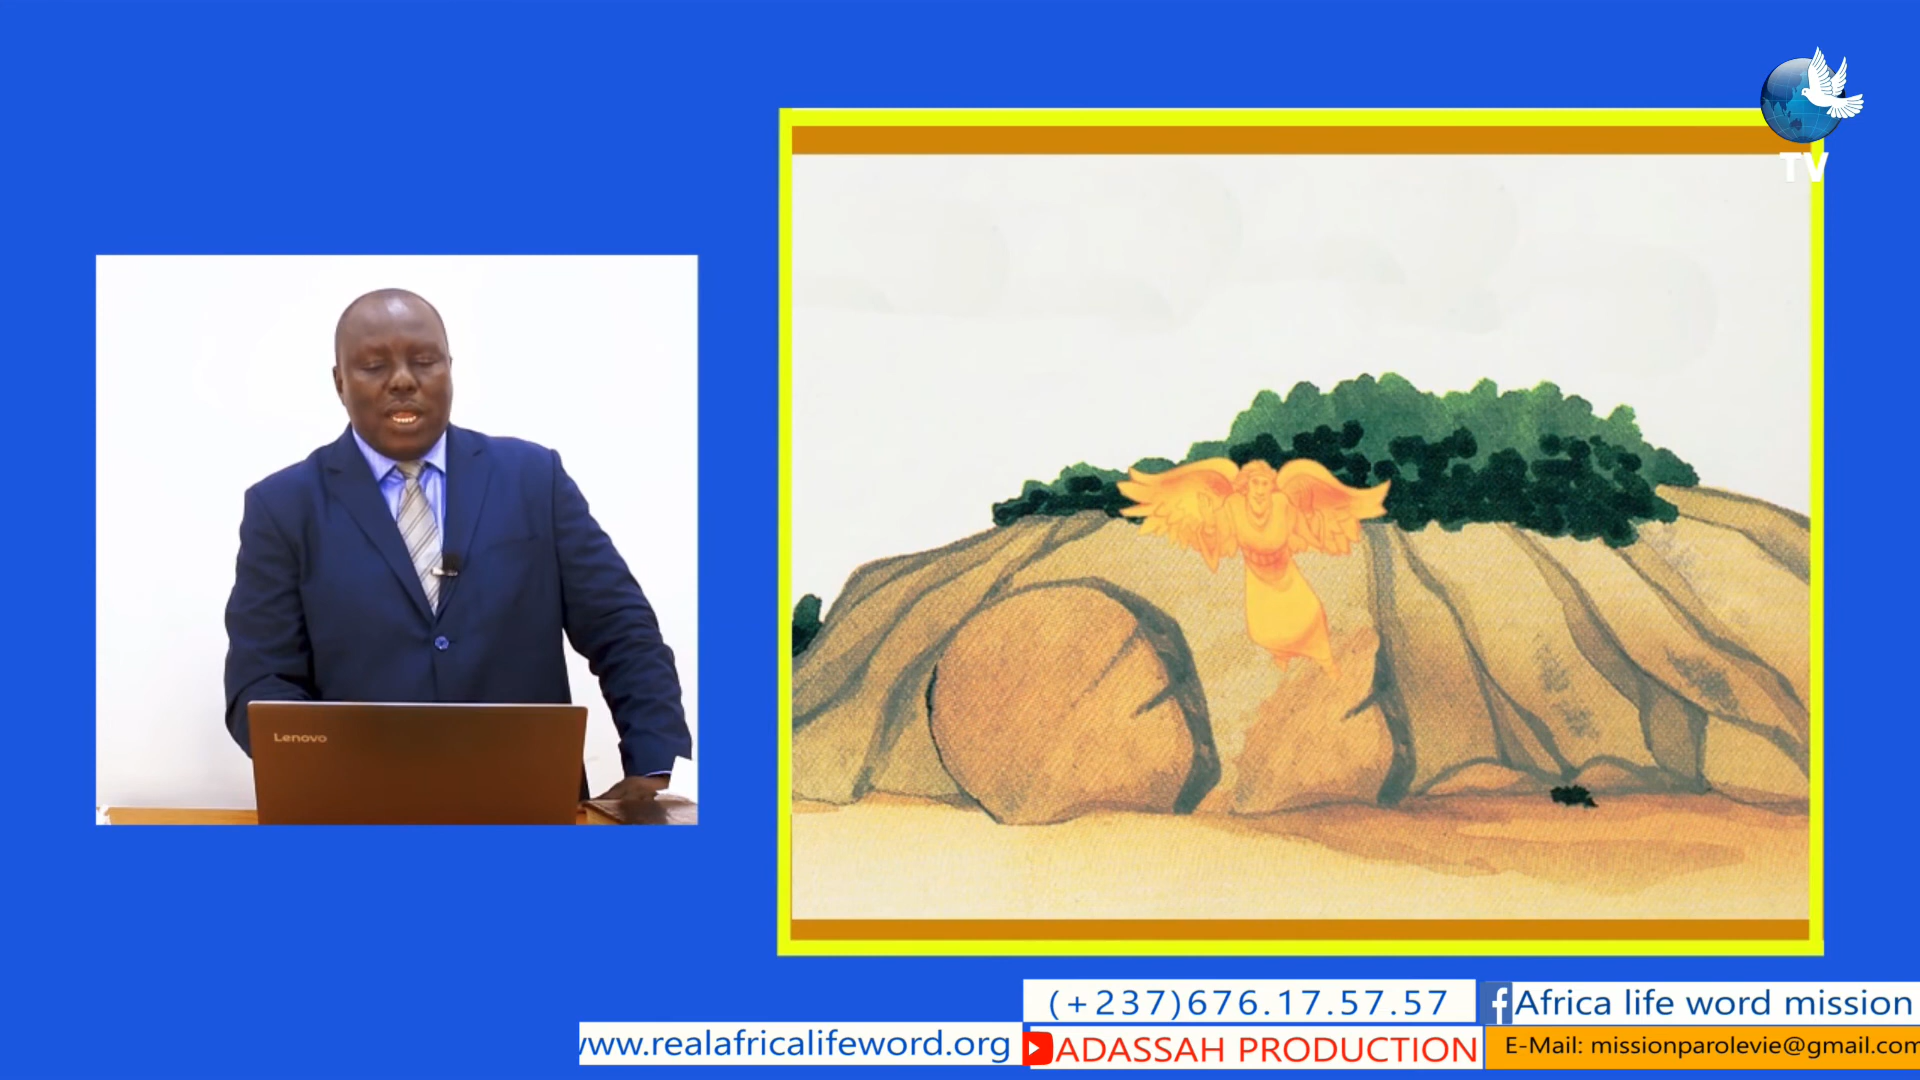 TV
Lenovo
(+237)676.17.57.57
Africa life word mission
www.realafricalifeword.org
ADASSAH PRODUCTION
E-Mail: missionparolevie@gmail.com